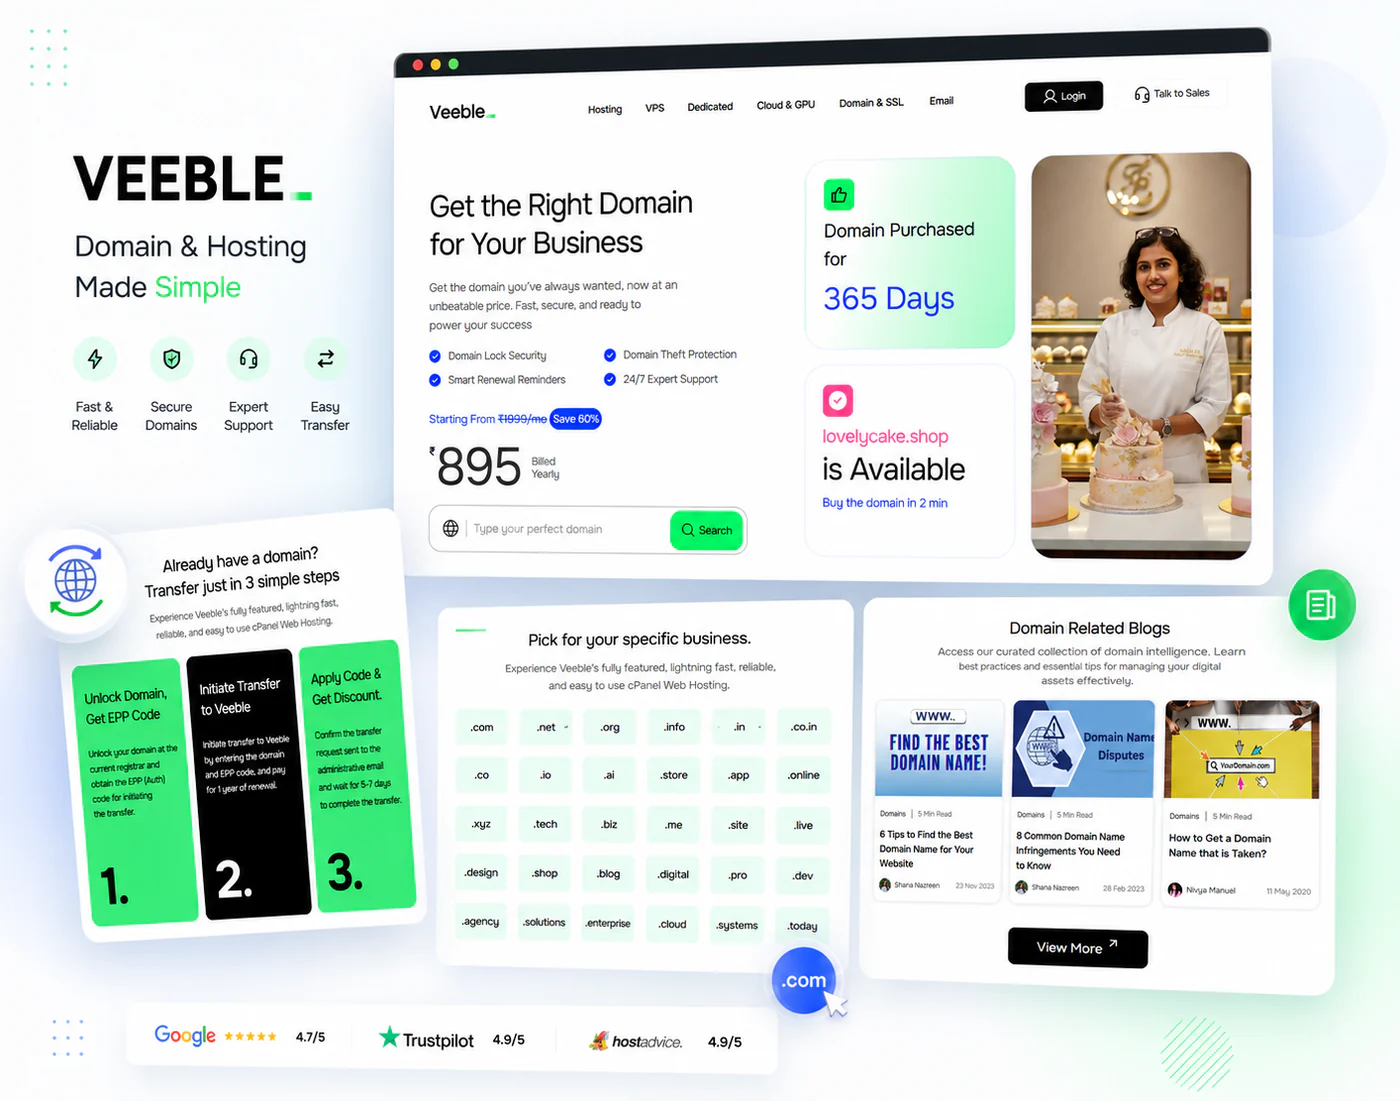 VEEBLE
Domain & Hosting
Made Simple
Fast &
Reliable
Secure
Domains
Expert
Support
Easy
Transfer
Veeble
Hosting
VPS
Dedicated
Cloud & GPU
Domain & SSL
Email
Login
Talk to Sales
Get the Right Domain
for Your Business
Get the domain you've always wanted, now at an
unbeatable price. Fast, secure, and ready to
power your success
Domain Lock Security
Domain Theft Protection
Smart Renewal Reminders
24/7 Expert Support
Starting From ₹1999/mo Save 60%
₹895 Billed
Yearly
Type your perfect domain
Search
Domain Purchased
for
365 Days
lovelycake.shop
is Available
Buy the domain in 2 min
Already have a domain?
Transfer just in 3 simple steps
Experience Veeble's fully featured, lightning fast,
reliable, and easy to use cPanel Web Hosting.
Unlock Domain,
Get EPP Code
Unlock your domain at the
current registrar and
obtain the EPP (Auth)
code for initiating
the transfer.
1.
Initiate Transfer
to Veeble
Initiate transfer to Veeble
by entering the domain
and EPP code, and pay
for 1 year of renewal.
2.
Apply Code &
Get Discount.
Confirm the transfer
request sent to the
administrative email
and wait for 5-7 days
to complete the transfer.
3.
Pick for your specific business.
Experience Veeble's fully featured, lightning fast, reliable,
and easy to use cPanel Web Hosting.
.com .net .org .info .in .co.in
.co .io .ai .store .app .online
.xyz .tech .biz .me .site .live
.design .shop .blog .digital .pro .dev
.agency .solutions .enterprise .cloud .systems .today
.com
Domain Related Blogs
Access our curated collection of domain intelligence. Learn
best practices and essential tips for managing your digital
assets effectively.
WWW..
FIND THE BEST
DOMAIN NAME!
Domains | 5 Min Read
6 Tips to Find the Best
Domain Name for Your
Website
Shana Nazreen 23 Nov 2023
WWW
Domain Name
Disputes
Domains | 5 Min Read
8 Common Domain Name
Infringements You Need
to Know
Shana Nazreen 28 Feb 2023
WWW.
YourDomain.com
Domains | 5 Min Read
How to Get a Domain
Name that is Taken?
Nivya Manuel 11 May 2020
View More
Google 4.7/5
Trustpilot 4.9/5
hostadvice. 4.9/5